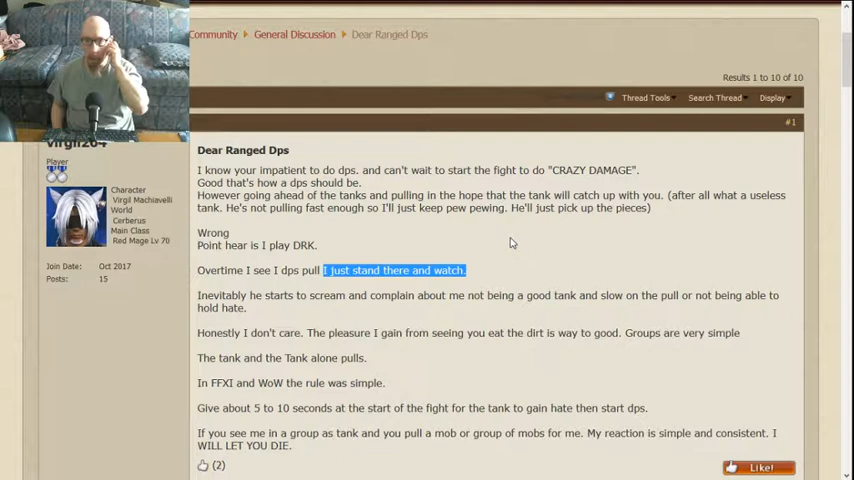 Community General Discussion Dear Ranged Dps
Results 1 to 10 of 10
Thread Tools Search Thread Display
#1
virgil264
Player
Character
Virgil Machiavelli
World
Cerberus
Main Class
Red Mage Lv 70
Join Date: Oct 2017
Posts: 15
Dear Ranged Dps
I know your impatient to do dps. and can't wait to start the fight to do "CRAZY DAMAGE".
Good that's how a dps should be.
However going ahead of the tanks and pulling in the hope that the tank will catch up with you. (after all what a useless
tank. He's not pulling fast enough so I'll just keep pew pewing. He'll just pick up the pieces)
Wrong
Point hear is I play DRK.
Overtime I see I dps pull I just stand there and watch.
Inevitably he starts to scream and complain about me not being a good tank and slow on the pull or not being able to
hold hate.
Honestly I don't care. The pleasure I gain from seeing you eat the dirt is way to good. Groups are very simple
The tank and the Tank alone pulls.
In FFXI and WoW the rule was simple.
Give about 5 to 10 seconds at the start of the fight for the tank to gain hate then start dps.
If you see me in a group as tank and you pull a mob or group of mobs for me. My reaction is simple and consistent. I
WILL LET YOU DIE.
(2)
Like!